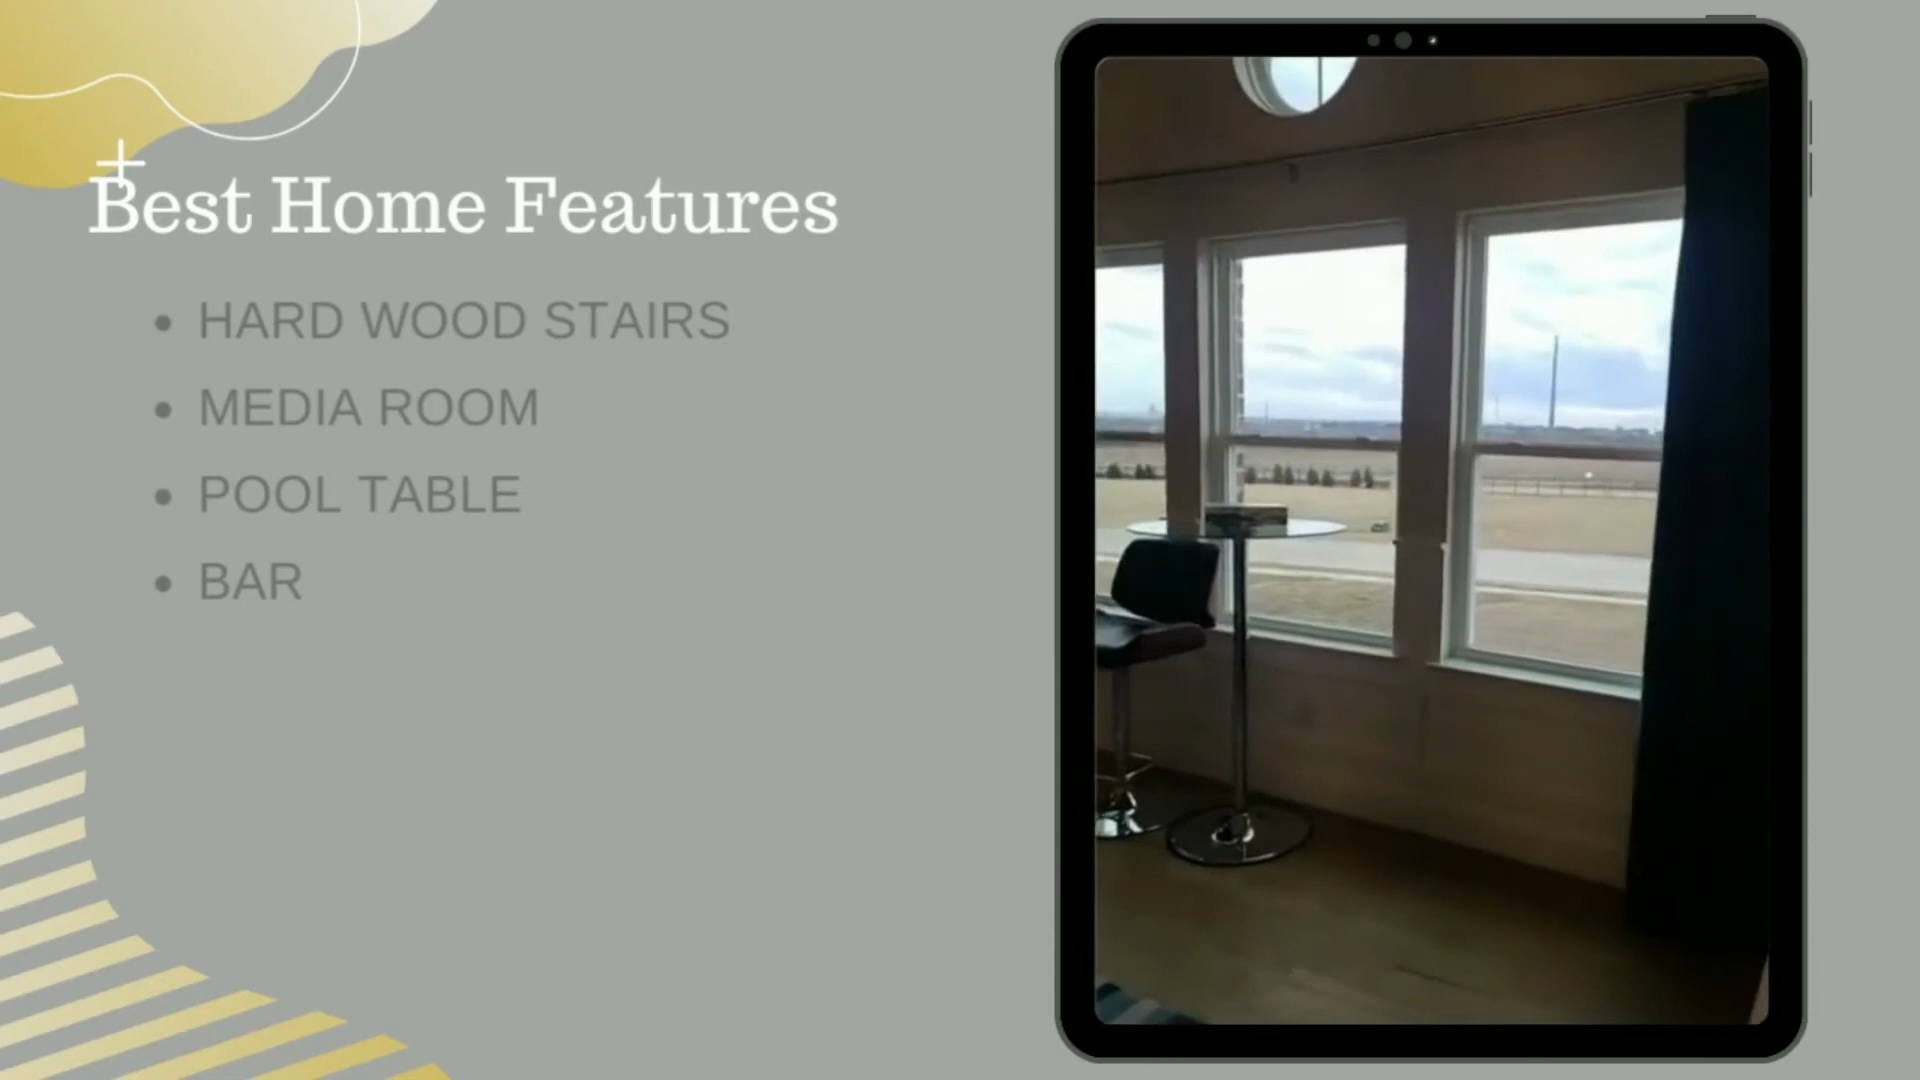 Best Home Features
HARD WOOD STAIRS
MEDIA ROOM
POOL TABLE
BAR